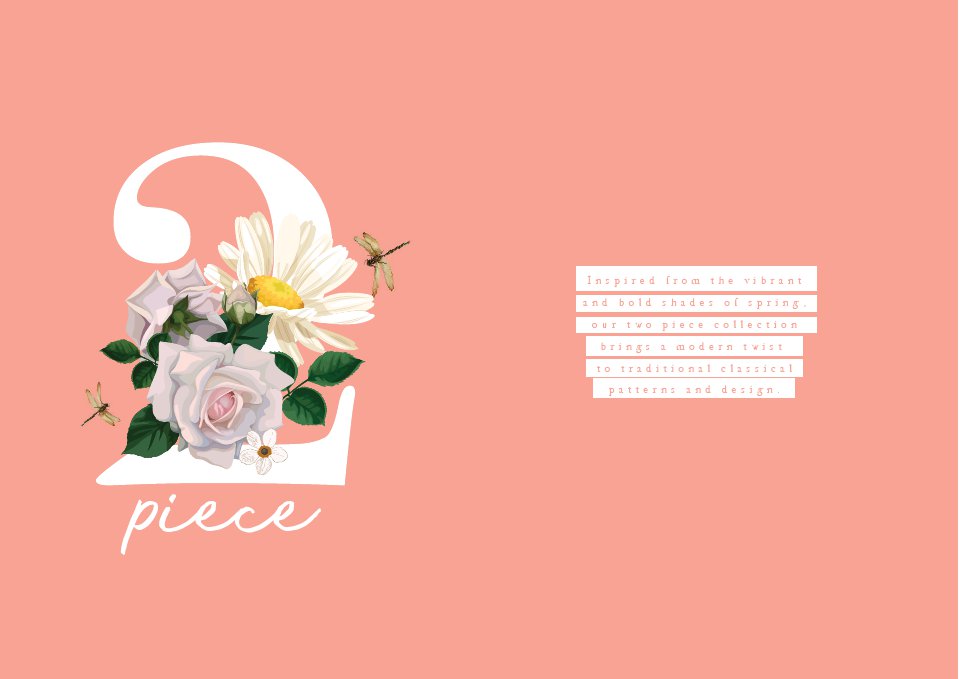 2
piece
Inspired from the vibrant
and bold shades of spring,
our two piece collection
brings a modern twist
to traditional classical
patterns and design.